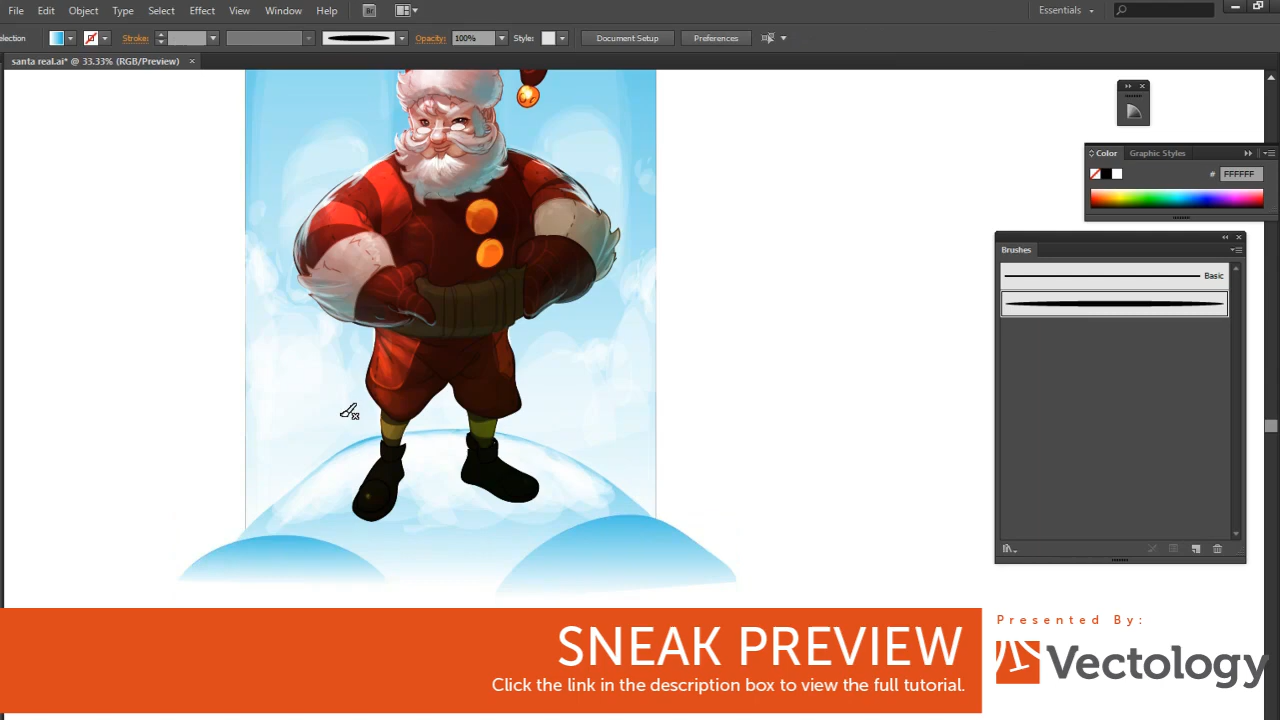 File Edit Object Type Select Effect View Window Help Br Essentials
election Stroke: Opacity: 100% Style: Document Setup Preferences
santa real.ai* @ 33.33% (RGB/Preview) ×
Color Graphic Styles
# FFFFFF
Brushes
Basic
SNEAK PREVIEW
Click the link in the description box to view the full tutorial.
Presented By:
Vectology